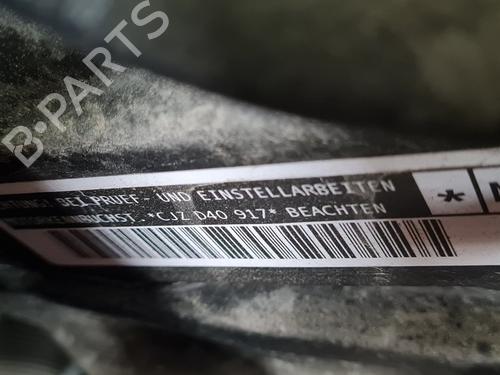 B-PARTS
BEI PRUEF- UND EINSTELLARBEITEN
*CJZ D40 917* BEACHTEN
*